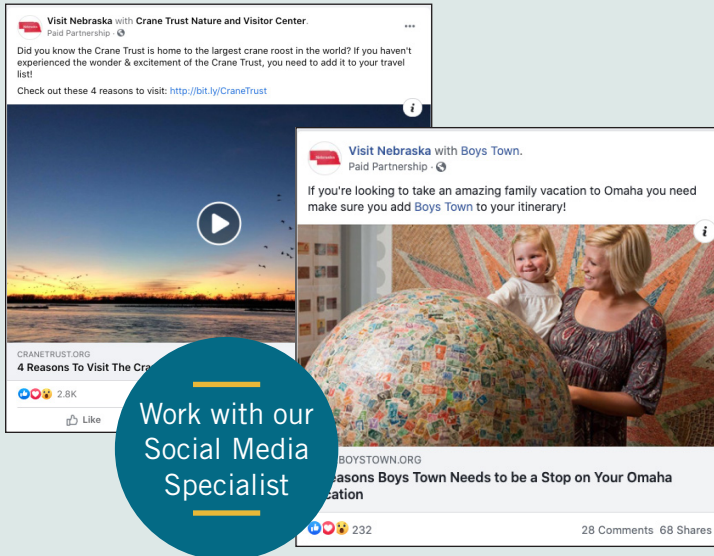 Visit Nebraska with Crane Trust Nature and Visitor Center.
Paid Partnership ·
Did you know the Crane Trust is home to the largest crane roost in the world? If you haven't
experienced the wonder & excitement of the Crane Trust, you need to add it to your travel
list!
Check out these 4 reasons to visit: http://bit.ly/CraneTrust
CRANETRUST.ORG
4 Reasons To Visit The Cra
2.8K
Like
Visit Nebraska with Boys Town.
Paid Partnership ·
If you're looking to take an amazing family vacation to Omaha you need
make sure you add Boys Town to your itinerary!
BOYSTOWN.ORG
easons Boys Town Needs to be a Stop on Your Omaha
cation
232
28 Comments 68 Shares
Work with our
Social Media
Specialist